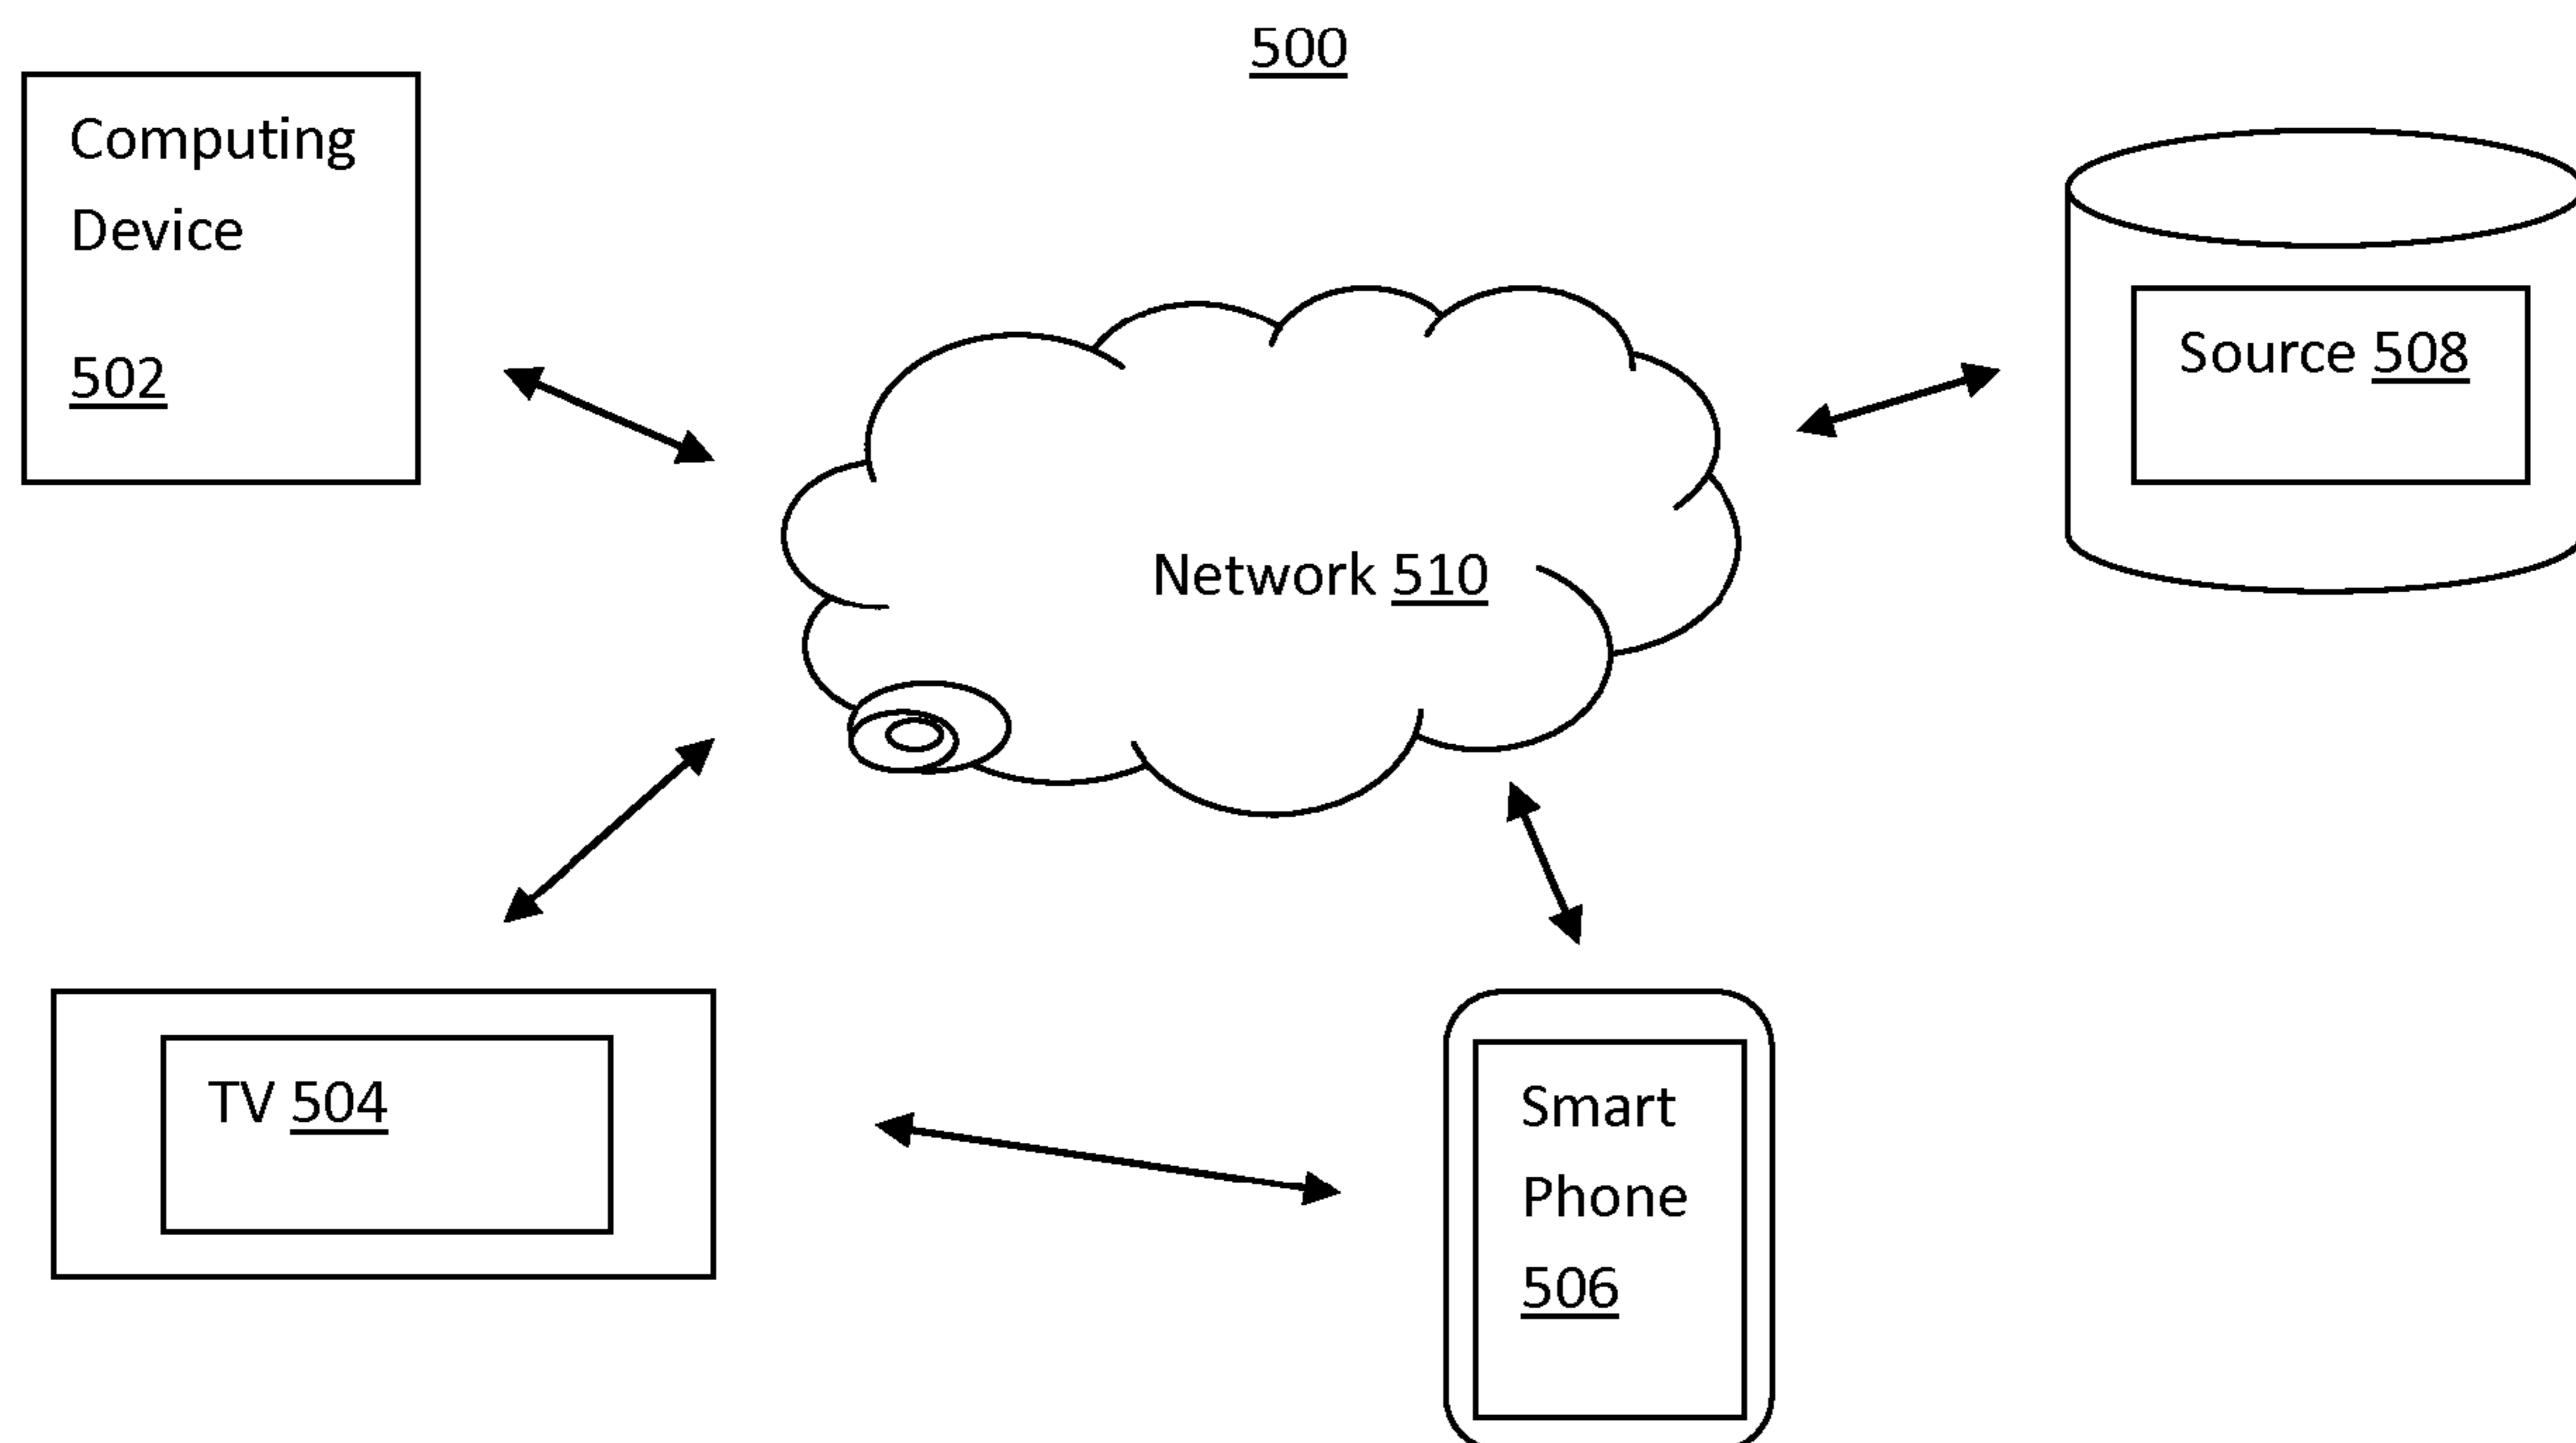 500
Computing
Device
502
Source 508
Network 510
TV 504
Smart
Phone
506